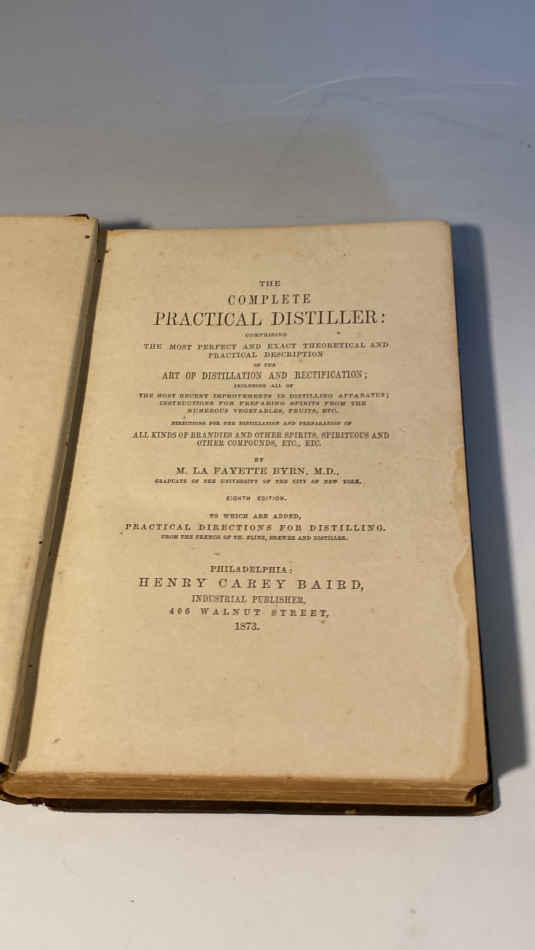 THE
COMPLETE
PRACTICAL DISTILLER:
COMPRISING
THE MOST PERFECT AND EXACT THEORETICAL AND
PRACTICAL DESCRIPTION
OF THE
ART OF DISTILLATION AND RECTIFICATION;
INCLUDING ALL OF
THE MOST RECENT IMPROVEMENTS IN DISTILLING APPARATUS;
INSTRUCTIONS FOR PREPARING SPIRITS FROM THE
NUMEROUS VEGETABLES, FRUITS, ETC.
DIRECTIONS FOR THE DISTILLATION AND PREPARATION OF
ALL KINDS OF BRANDIES AND OTHER SPIRITS, SPIRITUOUS AND
OTHER COMPOUNDS, ETC., ETC.
BY
M. LA FAYETTE BYRN, M.D.,
GRADUATE OF THE UNIVERSITY OF THE CITY OF NEW YORK.
EIGHTH EDITION.
TO WHICH ARE ADDED,
PRACTICAL DIRECTIONS FOR DISTILLING.
FROM THE FRENCH OF TH. FLING, BREWER AND DISTILLER.
PHILADELPHIA:
HENRY CAREY BAIRD,
INDUSTRIAL PUBLISHER,
406 WALNUT STREET,
1873.